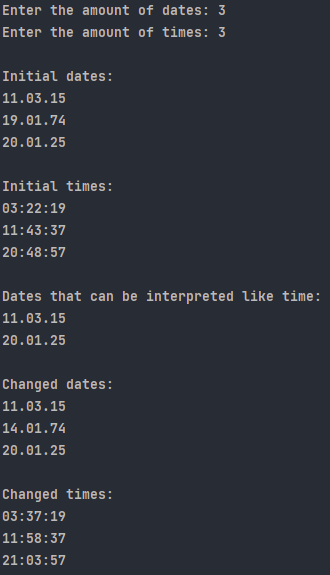 Enter the amount of dates: 3
Enter the amount of times: 3
Initial dates:
11.03.15
19.01.74
20.01.25
Initial times:
03:22:19
11:43:37
20:48:57
Dates that can be interpreted like time:
11.03.15
20.01.25
Changed dates:
11.03.15
14.01.74
20.01.25
Changed times:
03:37:19
11:58:37
21:03:57